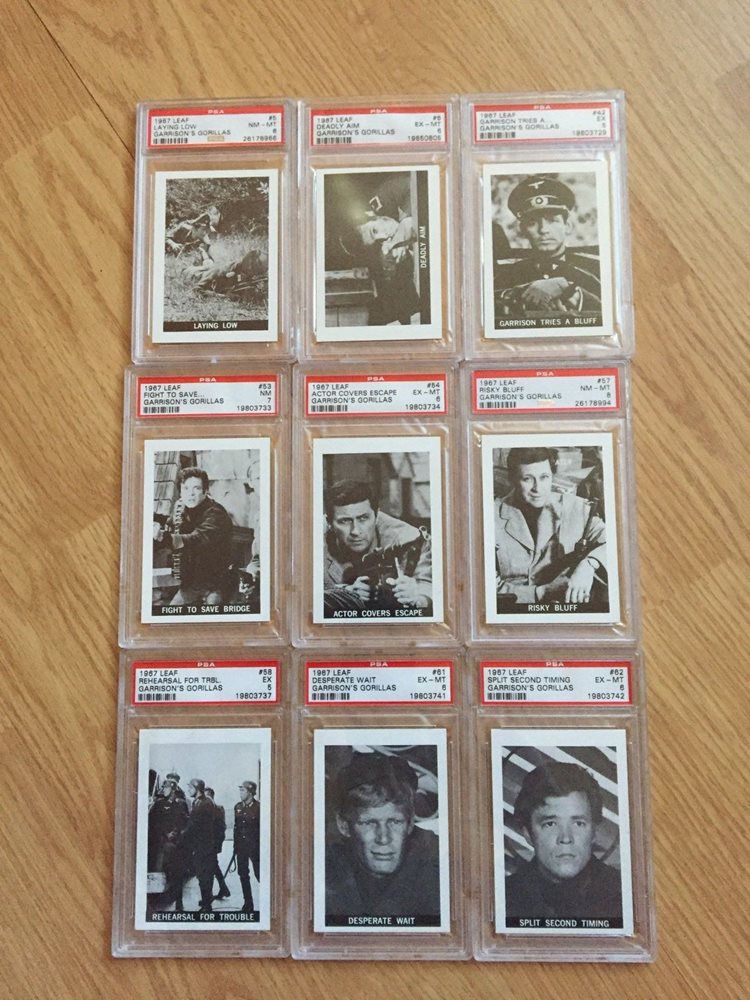 PSA
1967 LEAF #5
LAYING LOW NM-MT
GARRISON'S GORILLAS 8
26178966
LAYING LOW
PSA
1967 LEAF #6
DEADLY AIM EX-MT
GARRISON'S GORILLAS 6
19550806
DEADLY AIM
PSA
1967 LEAF #42
GARRISON TRIES A... EX
GARRISON'S GORILLAS 5
19803729
GARRISON TRIES A BLUFF
PSA
1967 LEAF #53
FIGHT TO SAVE... NM
GARRISON'S GORILLAS 7
19803733
FIGHT TO SAVE BRIDGE
PSA
1967 LEAF #54
ACTOR COVERS ESCAPE EX-MT
GARRISON'S GORILLAS 6
19803734
ACTOR COVERS ESCAPE
PSA
1967 LEAF #57
RISKY BLUFF NM-MT
GARRISON'S GORILLAS 8
26178994
RISKY BLUFF
PSA
1967 LEAF #58
REHEARSAL FOR TRBL. EX
GARRISON'S GORILLAS 5
19803737
REHEARSAL FOR TROUBLE
PSA
1967 LEAF #61
DESPERATE WAIT EX-MT
GARRISON'S GORILLAS 6
19803741
DESPERATE WAIT
PSA
1967 LEAF #62
SPLIT SECOND TIMING EX-MT
GARRISON'S GORILLAS 6
19803742
SPLIT SECOND TIMING